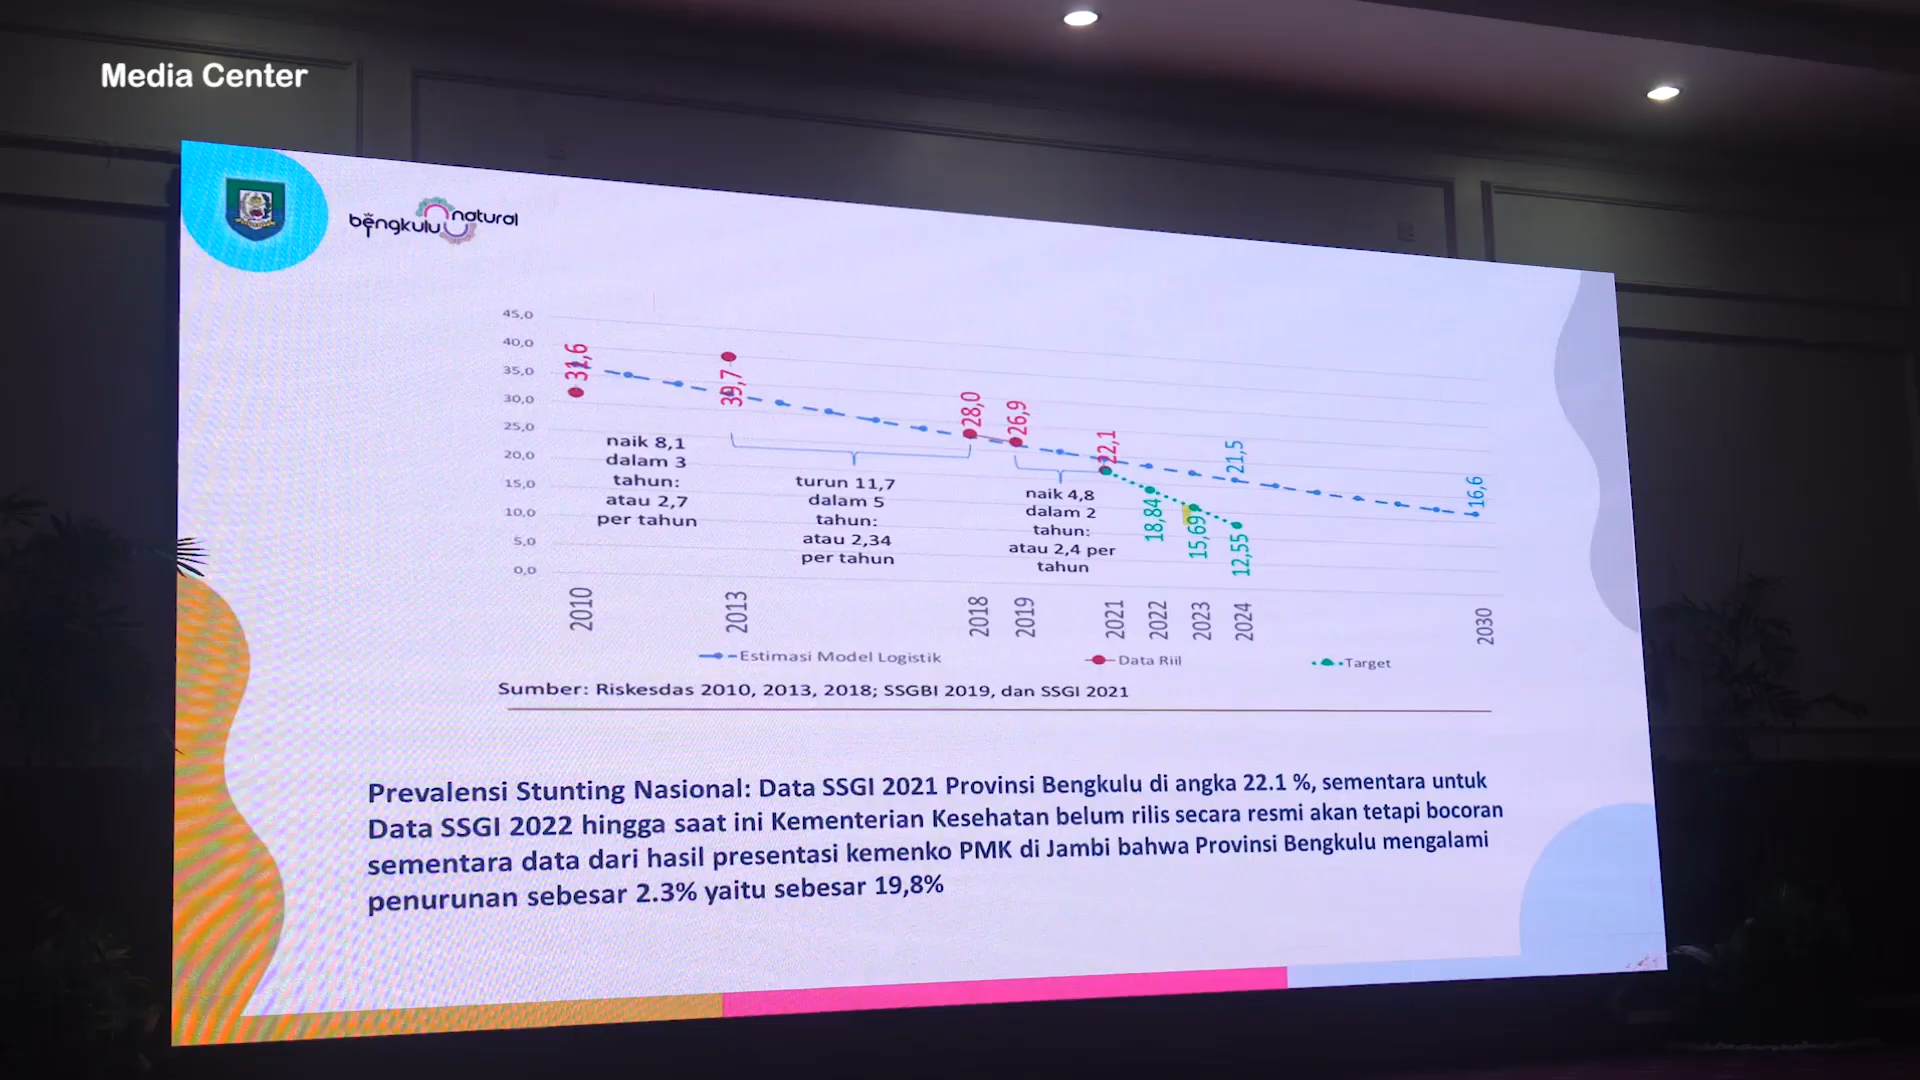 Media Center
bengkulu natural
45,0
40,0
35,0
30,0
25,0
20,0
15,0
10,0
5,0
0,0
31,6
39,7
28,0
26,9
22,1
21,5
16,6
18,84
15,69
12,55
naik 8,1
dalam 3
tahun:
atau 2,7
per tahun
turun 11,7
dalam 5
tahun:
atau 2,34
per tahun
naik 4,8
dalam 2
tahun:
atau 2,4 per
tahun
2010
2013
2018
2019
2021
2022
2023
2024
2030
Estimasi Model Logistik
Data Riil
Target
Sumber: Riskesdas 2010, 2013, 2018; SSGBI 2019, dan SSGI 2021
Prevalensi Stunting Nasional: Data SSGI 2021 Provinsi Bengkulu di angka 22.1 %, sementara untuk
Data SSGI 2022 hingga saat ini Kementerian Kesehatan belum rilis secara resmi akan tetapi bocoran
sementara data dari hasil presentasi kemenko PMK di Jambi bahwa Provinsi Bengkulu mengalami
penurunan sebesar 2.3% yaitu sebesar 19,8%